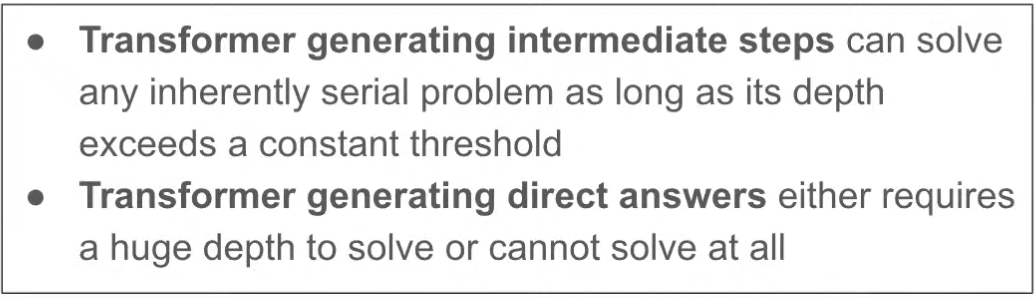 ● Transformer generating intermediate steps can solve
any inherently serial problem as long as its depth
exceeds a constant threshold
● Transformer generating direct answers either requires
a huge depth to solve or cannot solve at all